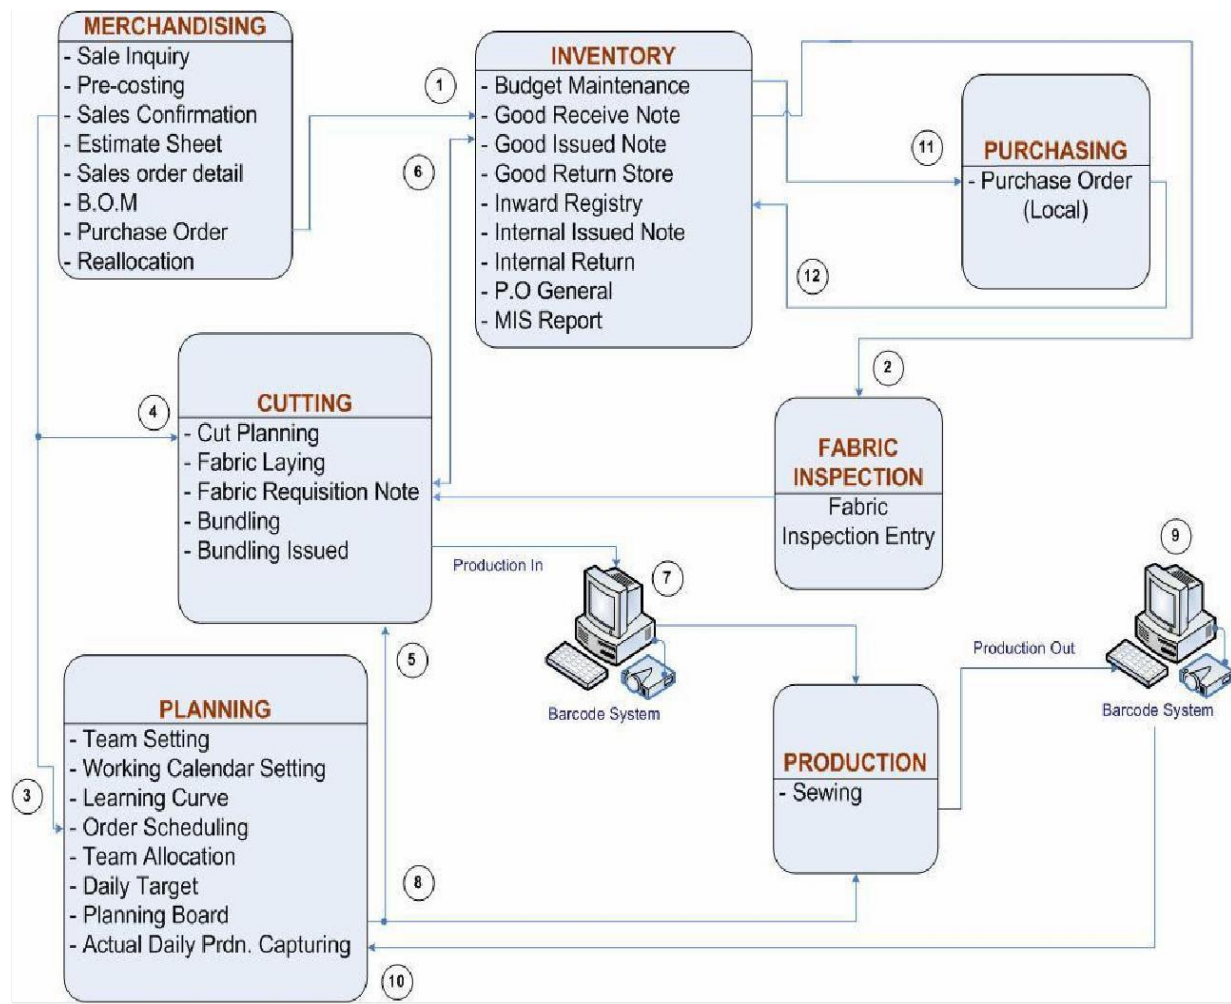 MERCHANDISING
- Sale Inquiry
- Pre-costing
- Sales Confirmation
- Estimate Sheet
- Sales order detail
- B.O.M
- Purchase Order
- Reallocation
1
6
INVENTORY
- Budget Maintenance
- Good Receive Note
- Good Issued Note
- Good Return Store
- Inward Registry
- Internal Issued Note
- Internal Return
- P.O General
- MIS Report
11
12
PURCHASING
- Purchase Order
(Local)
2
4
CUTTING
- Cut Planning
- Fabric Laying
- Fabric Requisition Note
- Bundling
- Bundling Issued
FABRIC
INSPECTION
Fabric
Inspection Entry
Production In
7
Barcode System
9
Production Out
Barcode System
5
3
PLANNING
- Team Setting
- Working Calendar Setting
- Learning Curve
- Order Scheduling
- Team Allocation
- Daily Target
- Planning Board
- Actual Daily Prdn. Capturing
PRODUCTION
- Sewing
8
10